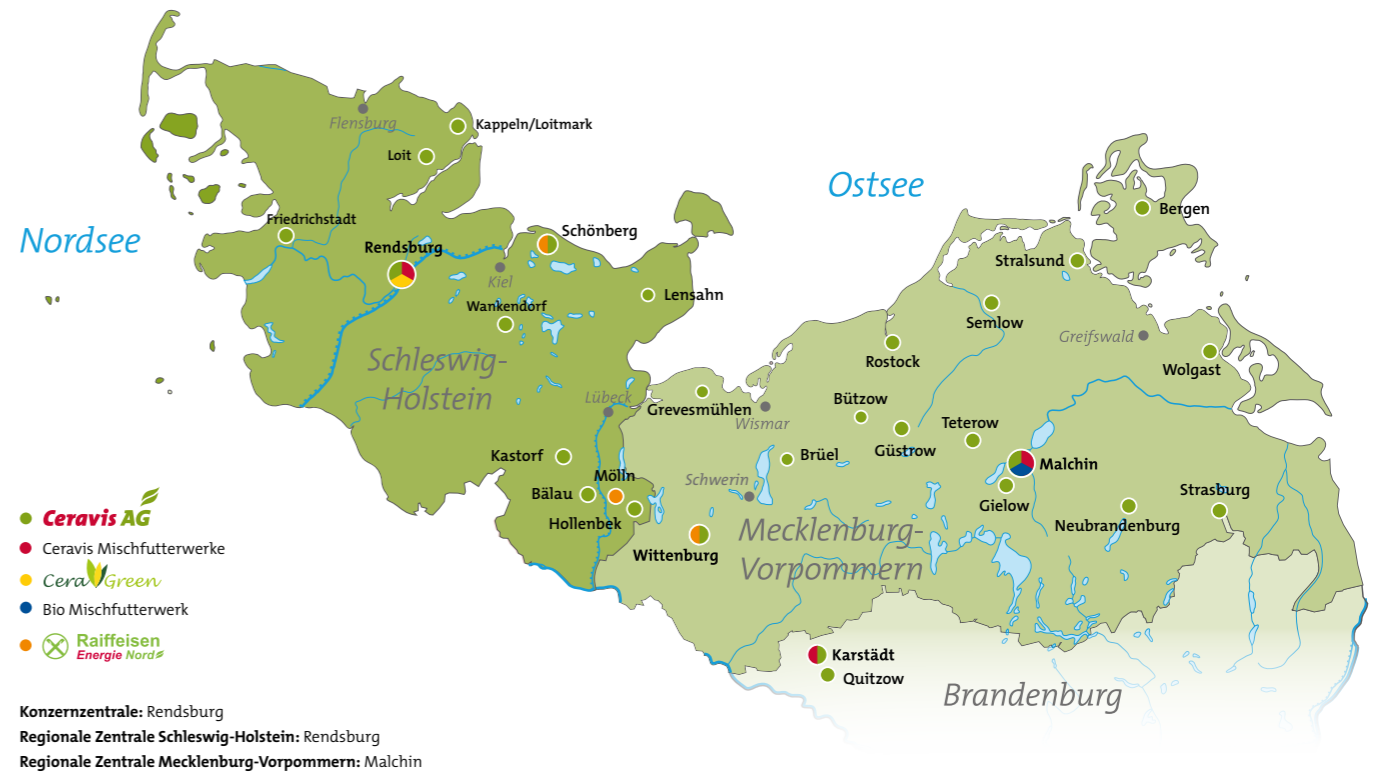 Flensburg
Kappeln/Loitmark
Loit
Ostsee
Bergen
Friedrichstadt
Nordsee
Schönberg
Rendsburg
Stralsund
Kiel
Lensahn
Wankendorf
Semlow
Greifswald
Rostock
Wolgast
Schleswig-
Holstein
Lübeck
Bützow
Grevesmühlen
Wismar
Teterow
Güstrow
Kastorf
Brüel
Malchin
Mölln
Schwerin
Bälau
Strasburg
Gielow
Hollenbek
Neubrandenburg
Mecklenburg-
Vorpommern
Wittenburg
Ceravis AG
Ceravis Mischfutterwerke
Cera Green
Bio Mischfutterwerk
Raiffeisen
Energie Nord
Karstädt
Quitzow
Brandenburg
Konzernzentrale: Rendsburg
Regionale Zentrale Schleswig-Holstein: Rendsburg
Regionale Zentrale Mecklenburg-Vorpommern: Malchin